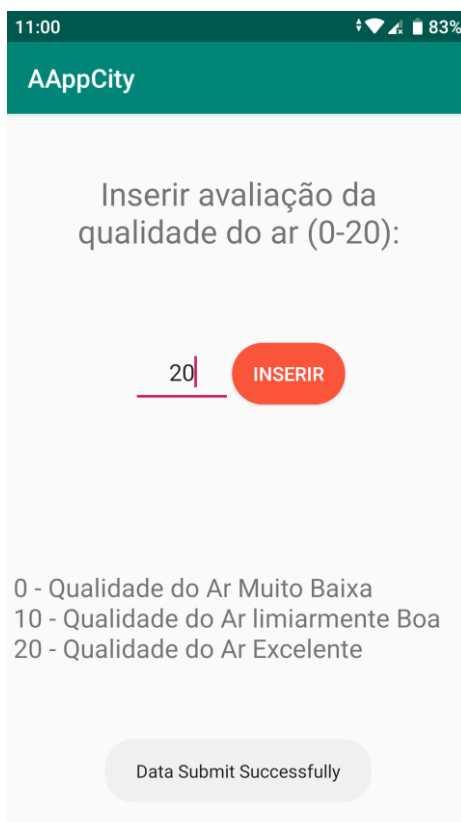 11:00 83%
AAppCity
Inserir avaliação da
qualidade do ar (0-20):
20 INSERIR
0 - Qualidade do Ar Muito Baixa
10 - Qualidade do Ar limiarmente Boa
20 - Qualidade do Ar Excelente
Data Submit Successfully